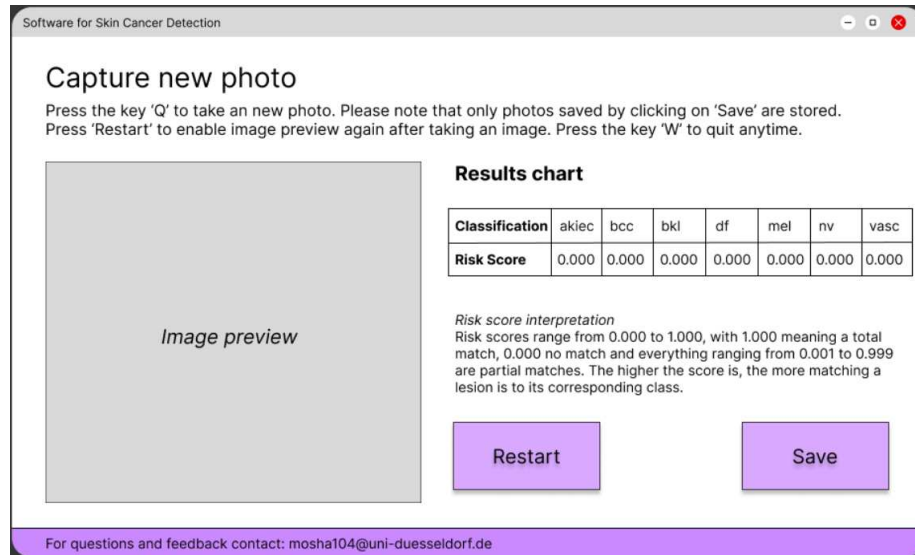 Software for Skin Cancer Detection
Capture new photo
Press the key ‘Q’ to take an new photo. Please note that only photos saved by clicking on ‘Save’ are stored.
Press ‘Restart’ to enable image preview again after taking an image. Press the key ‘W’ to quit anytime.
Image preview
Results chart
Classification akiec bcc bkl df mel nv vasc
Risk Score 0.000 0.000 0.000 0.000 0.000 0.000 0.000
Risk score interpretation
Risk scores range from 0.000 to 1.000, with 1.000 meaning a total
match, 0.000 no match and everything ranging from 0.001 to 0.999
are partial matches. The higher the score is, the more matching a
lesion is to its corresponding class.
Restart
Save
For questions and feedback contact: mosha104@uni-duesseldorf.de